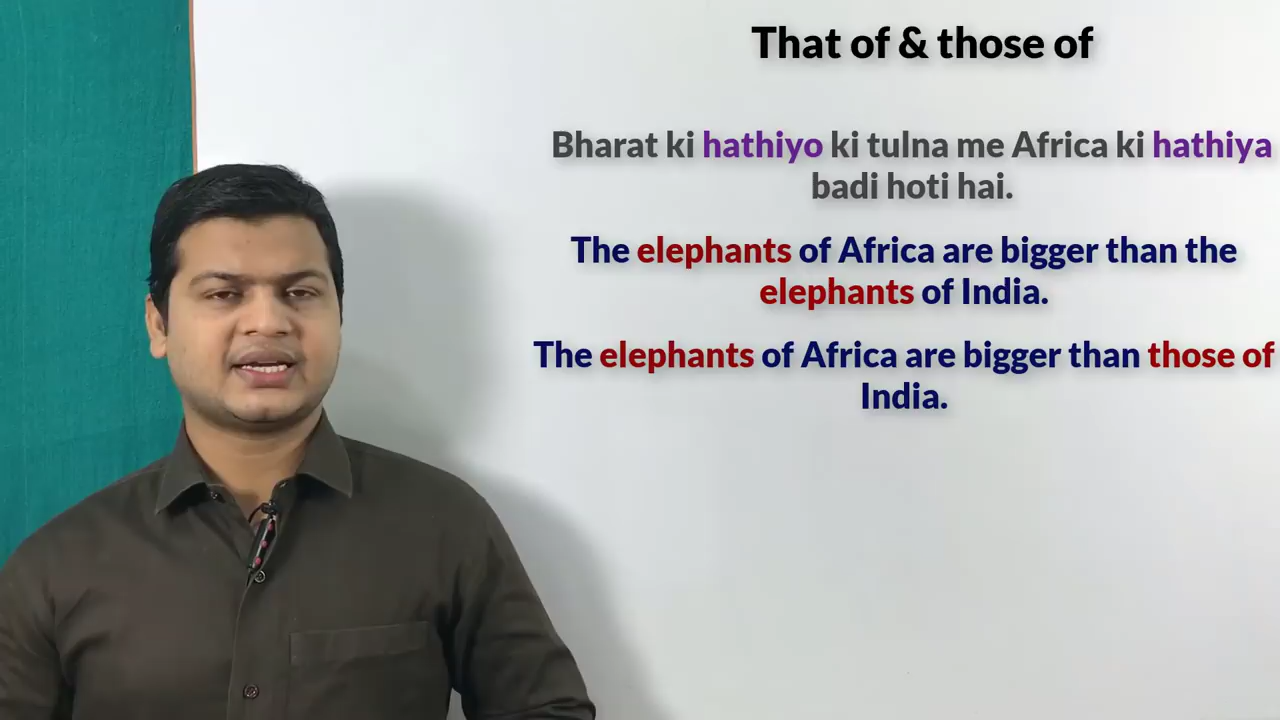 That of & those of
Bharat ki hathiyo ki tulna me Africa ki hathiya
badi hoti hai.
The elephants of Africa are bigger than the
elephants of India.
The elephants of Africa are bigger than those of
India.